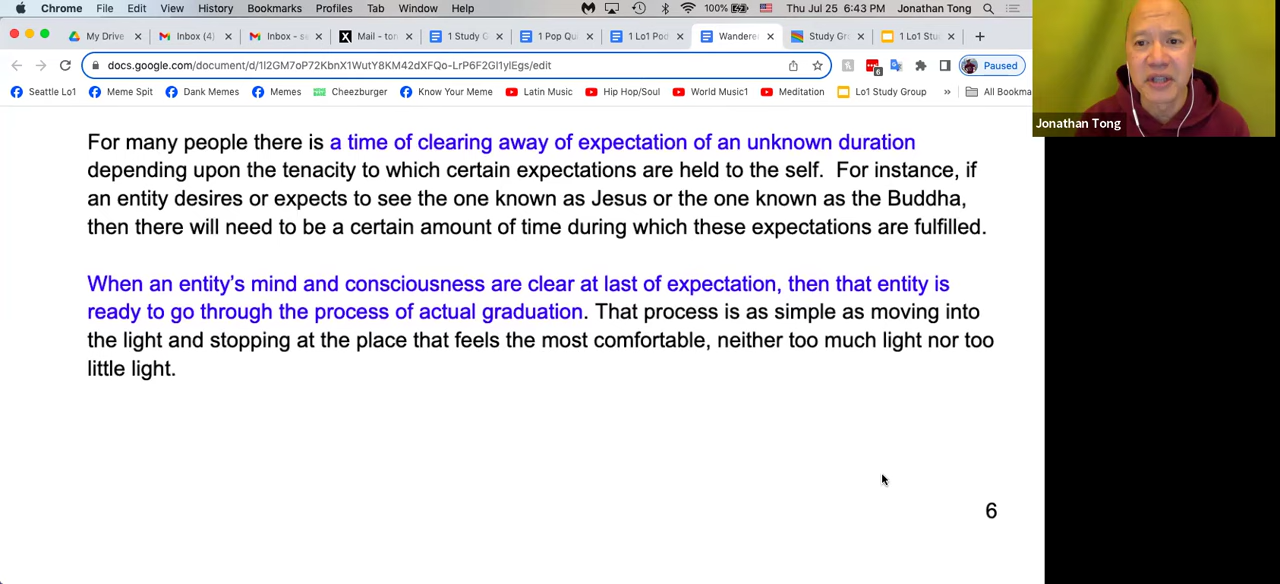 Chrome File Edit View History Bookmarks Profiles Tab Window Help 100% Thu Jul 25 6:43 PM Jonathan Tong
My Drive Inbox (4) Inbox - s Mail - ton 1 Study G 1 Pop Qu 1 Lo1 Pod Wandere Study Gr 1 Lo1 Stu
docs.google.com/document/d/1I2GM7oP72KbnX1WutY8KM42dXFQo-LrP6F2Gl1ylEgs/edit 6 Paused
Seattle Lo1 Meme Spit Dank Memes Memes Cheezburger Know Your Meme Latin Music Hip Hop/Soul World Music1 Meditation Lo1 Study Group » All Bookma
Jonathan Tong
For many people there is a time of clearing away of expectation of an unknown duration
depending upon the tenacity to which certain expectations are held to the self. For instance, if
an entity desires or expects to see the one known as Jesus or the one known as the Buddha,
then there will need to be a certain amount of time during which these expectations are fulfilled.
When an entity's mind and consciousness are clear at last of expectation, then that entity is
ready to go through the process of actual graduation. That process is as simple as moving into
the light and stopping at the place that feels the most comfortable, neither too much light nor too
little light.
6